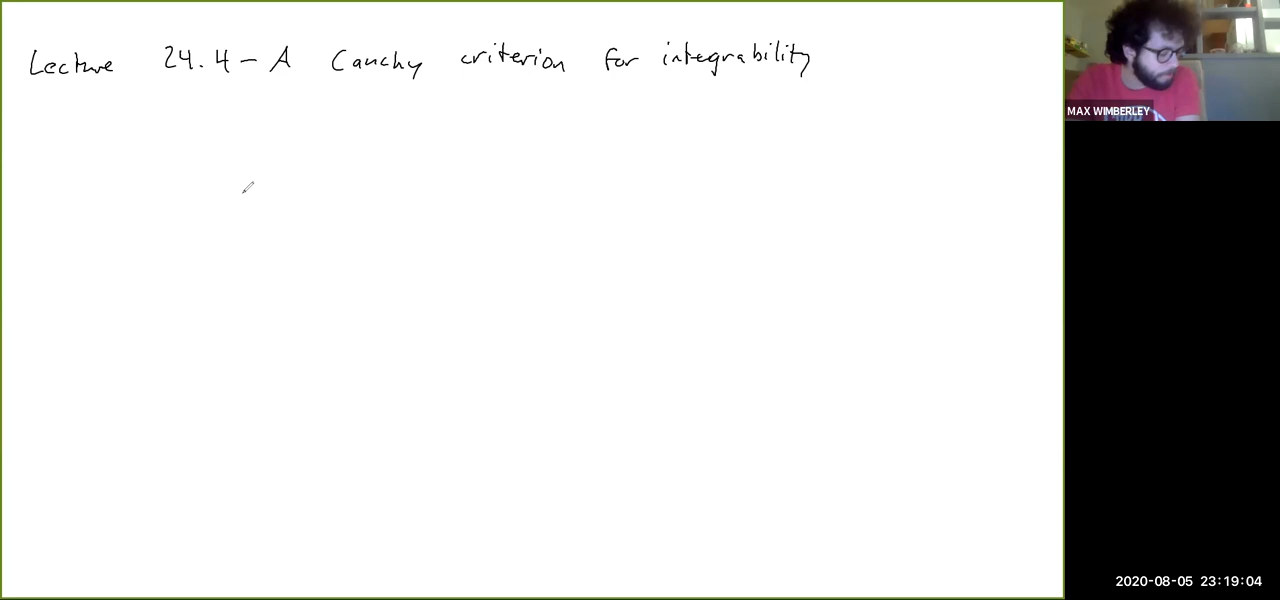 Lecture 24.4 - A Cauchy criterion for integrability
MAX WIMBERLEY
2020-08-05 23:19:04